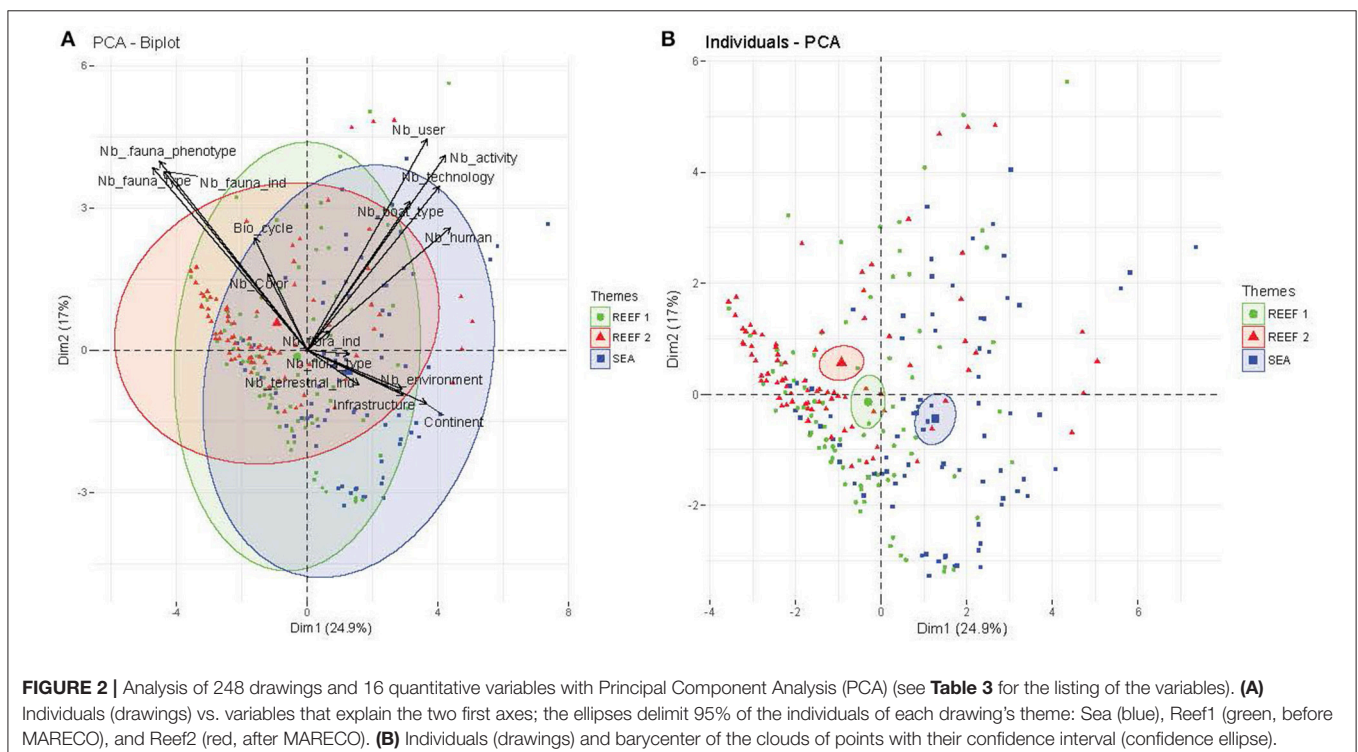 A PCA - Biplot
6
3
0
-3
-4
0
4
8
Dim2 (17%)
Dim1 (24.9%)
Nb_user
Nb_.fauna_phenotype
Nb_activity
Nb_fauna_type
Nb_fauna_ind
Nb_technology
Nb_boat_type
Bio_cycle
Nb_human
Nb_Color
Nb_flora_ind
Nb_flora_type
Nb_terrestrial_ind
Nb_environment
Infrastructure
Continent
Themes
REEF 1
REEF 2
SEA
B Individuals - PCA
6
4
2
0
-2
-4
-2
0
2
4
6
Dim2 (17%)
Dim1 (24.9%)
Themes
REEF 1
REEF 2
SEA
FIGURE 2 | Analysis of 248 drawings and 16 quantitative variables with Principal Component Analysis (PCA) (see Table 3 for the listing of the variables). (A)
Individuals (drawings) vs. variables that explain the two first axes; the ellipses delimit 95% of the individuals of each drawing's theme: Sea (blue), Reef1 (green, before
MARECO), and Reef2 (red, after MARECO). (B) Individuals (drawings) and barycenter of the clouds of points with their confidence interval (confidence ellipse).